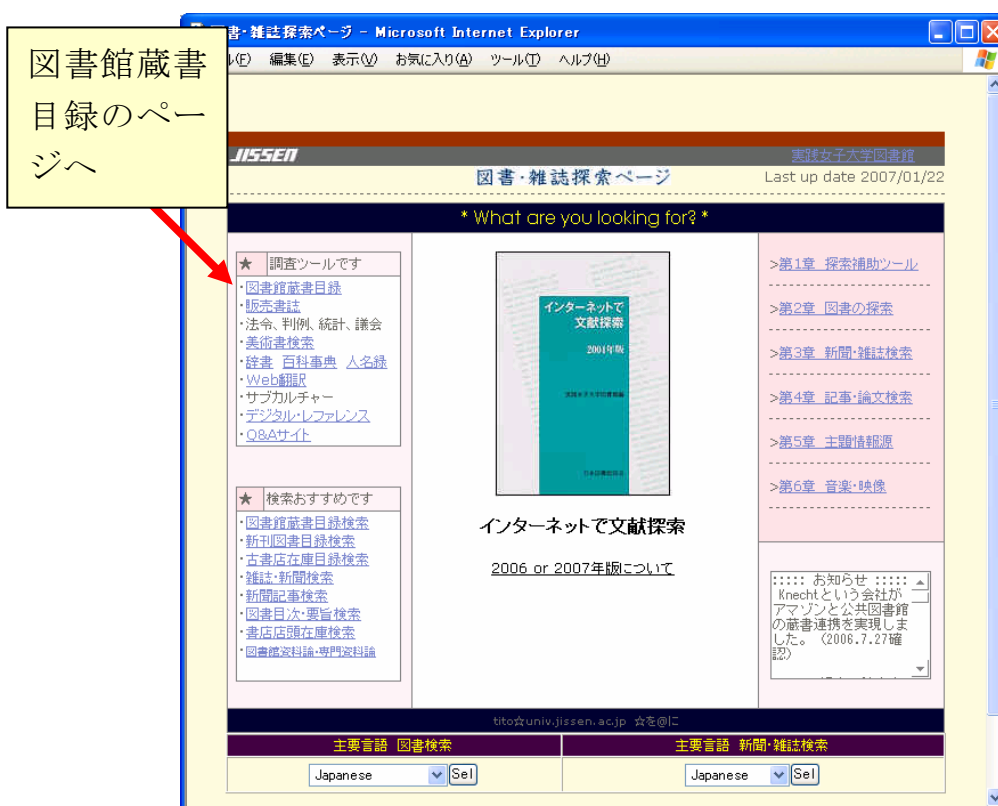 図書館蔵書
目録のペー
ジへ
書・雑誌探索ページ - Microsoft Internet Explorer
ル(F) 編集(E) 表示(V) お気に入り(A) ツール(T) ヘルプ(H)
JISSEN
実践女子大学図書館
図書・雑誌探索ページ
Last up date 2007/01/22
* What are you looking for? *
★ 調査ツールです
・図書館蔵書目録
・販売書誌
・法令、判例、統計、議会
・美術書検索
・辞書 百科事典 人名録
・Web翻訳
・サブカルチャー
・デジタル・レファレンス
・Q&Aサイト
★ 検索おすすめです
・図書館蔵書目録検索
・新刊図書目録検索
・古書店在庫目録検索
・雑誌・新聞検索
・新聞記事検索
・図書目次・要旨検索
・書店店頭在庫検索
・図書館資料論・専門資料論
インターネットで
文献探索
2001年版
実践女子大学図書館編
日本図書館協会
インターネットで文献探索
2006 or 2007年版について
>第1章 探索補助ツール
>第2章 図書の探索
>第3章 新聞・雑誌検索
>第4章 記事・論文検索
>第5章 主題情報源
>第6章 音楽・映像
::::: お知らせ :::::
Knechtという会社が
アマゾンと公共図書館
の蔵書連携を実現しま
した。 (2006.7.27確
認)
tito☆univ.jissen.ac.jp ☆を@に
主要言語 図書検索
主要言語 新聞・雑誌検索
Japanese Sel
Japanese Sel